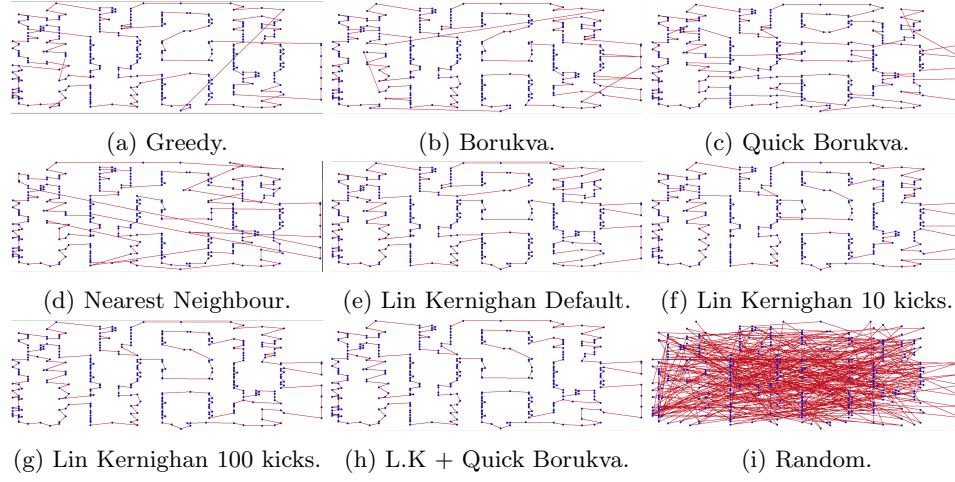 (a) Greedy.
(b) Borukva.
(c) Quick Borukva.
(d) Nearest Neighbour.
(e) Lin Kernighan Default.
(f) Lin Kernighan 10 kicks.
(g) Lin Kernighan 100 kicks.
(h) L.K + Quick Borukva.
(i) Random.